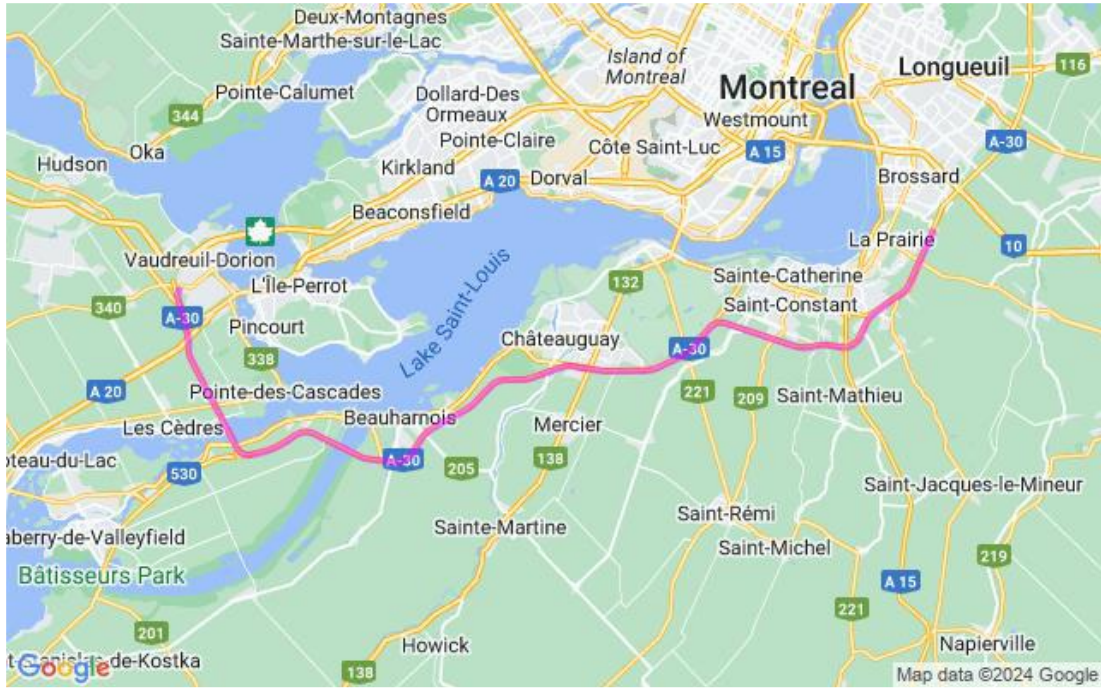 Deux-Montagnes
Sainte-Marthe-sur-le-Lac
Island of
Montreal
Longueuil
116
Pointe-Calumet
Dollard-Des
Ormeaux
Montreal
344
Westmount
Oka
Pointe-Claire
Côte Saint-Luc
A 15
A-30
Hudson
Kirkland
A 20
Dorval
Brossard
Beaconsfield
La Prairie
10
Vaudreuil-Dorion
L'Île-Perrot
Lake Saint-Louis
132
Sainte-Catherine
340
A-30
Pincourt
Saint-Constant
338
Châteauguay
A-30
A 20
Pointe-des-Cascades
221
209
Saint-Mathieu
Les Cèdres
Beauharnois
Mercier
oteau-du-Lac
530
A-30
205
138
Saint-Jacques-le-Mineur
aberry-de-Valleyfield
Sainte-Martine
Saint-Rémi
Saint-Michel
219
Bâtisseurs Park
A 15
201
221
Howick
Napierville
de-Kostka
138
Google
Map data ©2024 Google